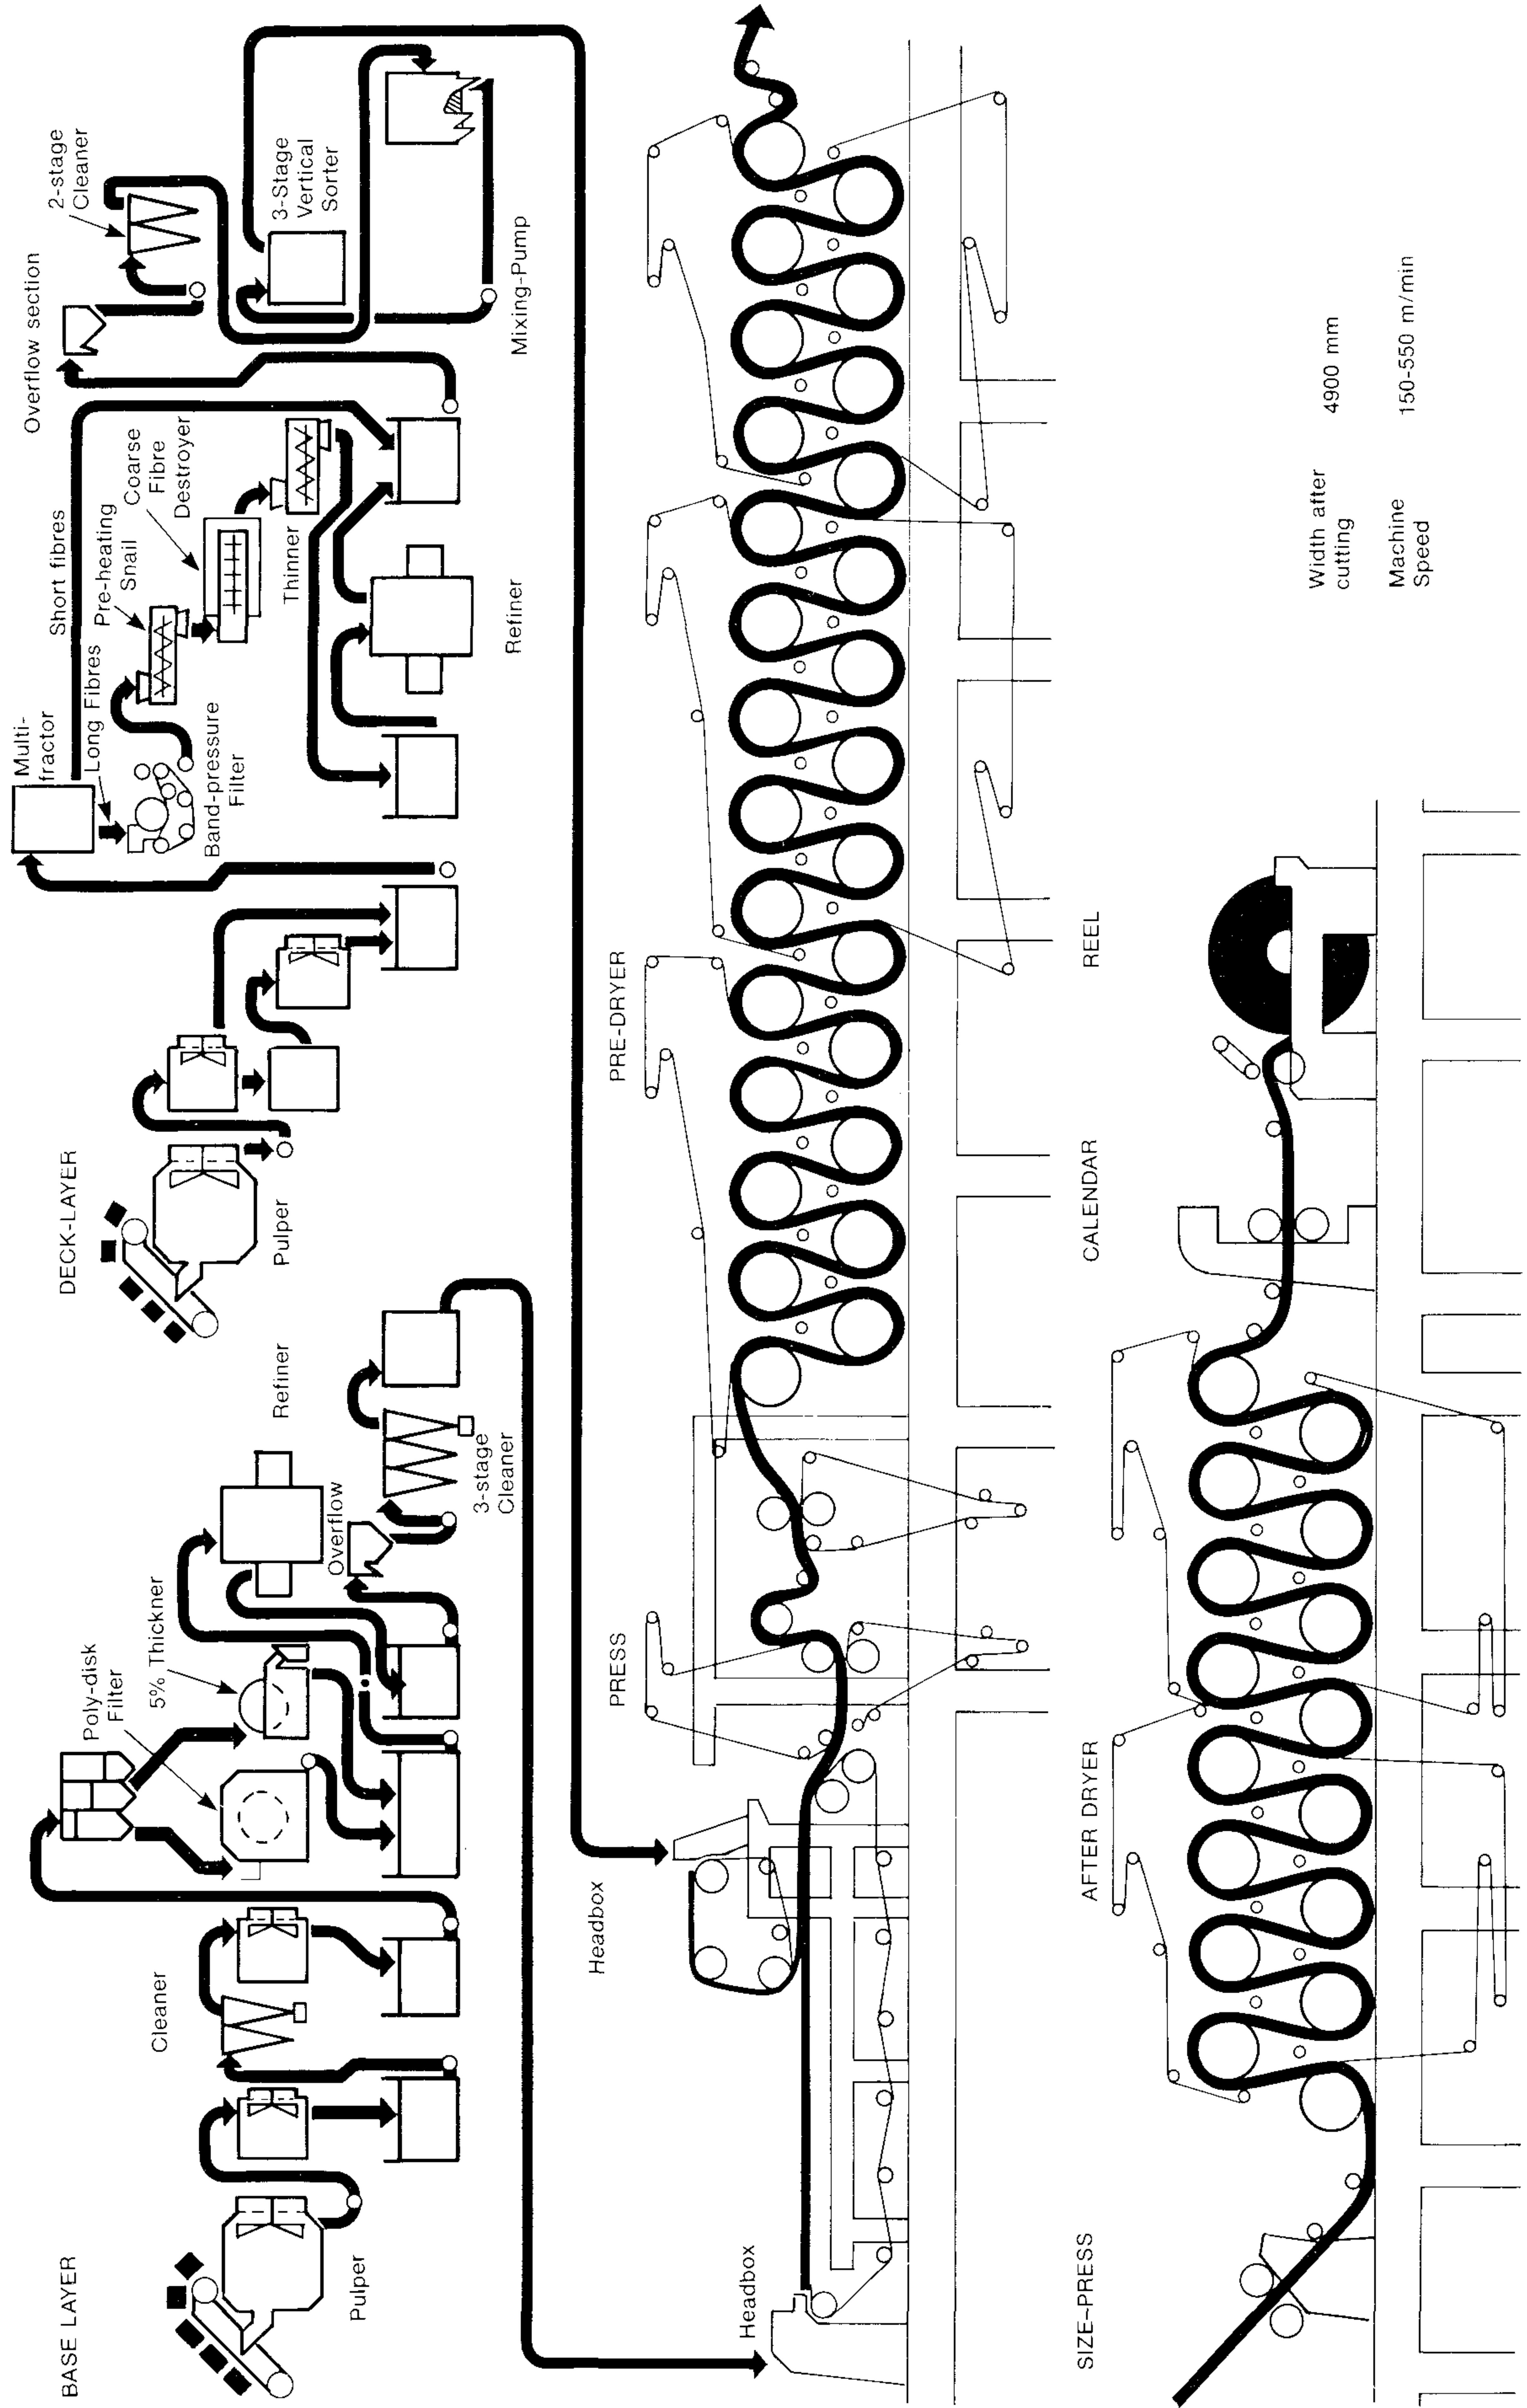 BASE LAYER
Pulper
Cleaner
Poly-disk
Filter
5% Thickner
Refiner
Overflow
3-stage
Cleaner
DECK-LAYER
Pulper
Multi-
fractor
Long Fibres
Short fibres
Band-pressure
Filter
Pre-heating
Snail
Coarse
Fibre
Destroyer
Thinner
Refiner
Overflow section
2-stage
Cleaner
3-Stage
Vertical
Sorter
Mixing-Pump
Headbox
Headbox
PRESS
PRE-DRYER
SIZE-PRESS
AFTER DRYER
CALENDAR
REEL
Width after
cutting
4900 mm
Machine
Speed
150-550 m/min